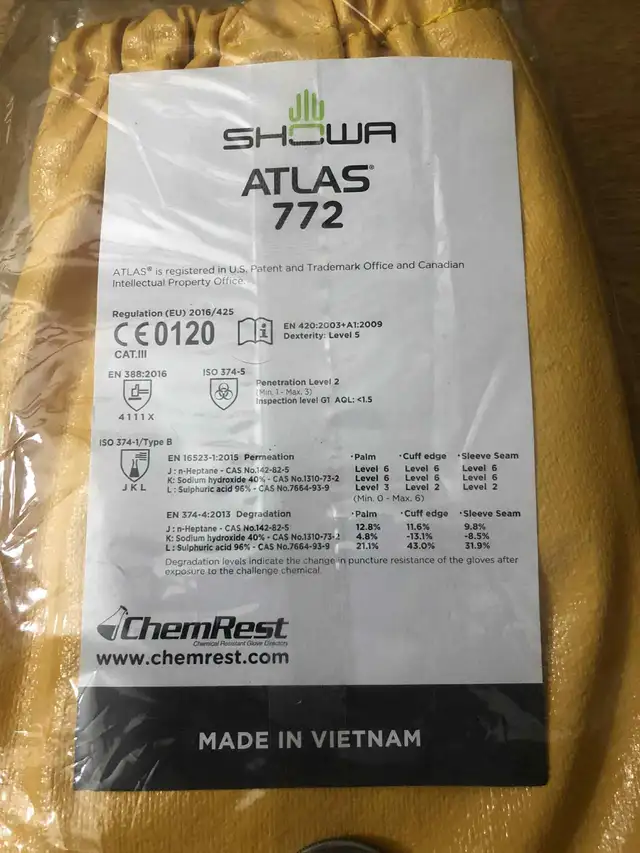 SHOWA
ATLAS®
772
ATLAS® is registered in U.S. Patent and Trademark Office and Canadian
Intellectual Property Office.
Regulation (EU) 2016/425
CE0120
CAT.III
EN 420:2003+A1:2009
Dexterity: Level 5
EN 388:2016
4111X
ISO 374-5
Penetration Level 2
(Min. 1 - Max. 3)
Inspection level G1 AQL: <1.5
ISO 374-1/Type B
JKL
EN 16523-1:2015 Permeation •Palm •Cuff edge •Sleeve Seam
J : n-Heptane - CAS No.142-82-5 Level 6 Level 6 Level 6
K: Sodium hydroxide 40% - CAS No.1310-73-2 Level 6 Level 6 Level 6
L : Sulphuric acid 96% - CAS No.7664-93-9 Level 3 Level 2 Level 2
(Min. 0 - Max. 6)
EN 374-4:2013 Degradation •Palm •Cuff edge •Sleeve Seam
J : n-Heptane - CAS No.142-82-5 12.8% 11.6% 9.8%
K: Sodium hydroxide 40% - CAS No.1310-73-2 4.8% -13.1% -8.5%
L : Sulphuric acid 96% - CAS No.7664-93-9 21.1% 43.0% 31.9%
Degradation levels indicate the change in puncture resistance of the gloves after
exposure to the challenge chemical.
ChemRest
Chemical Resistant Glove Directory
www.chemrest.com
MADE IN VIETNAM